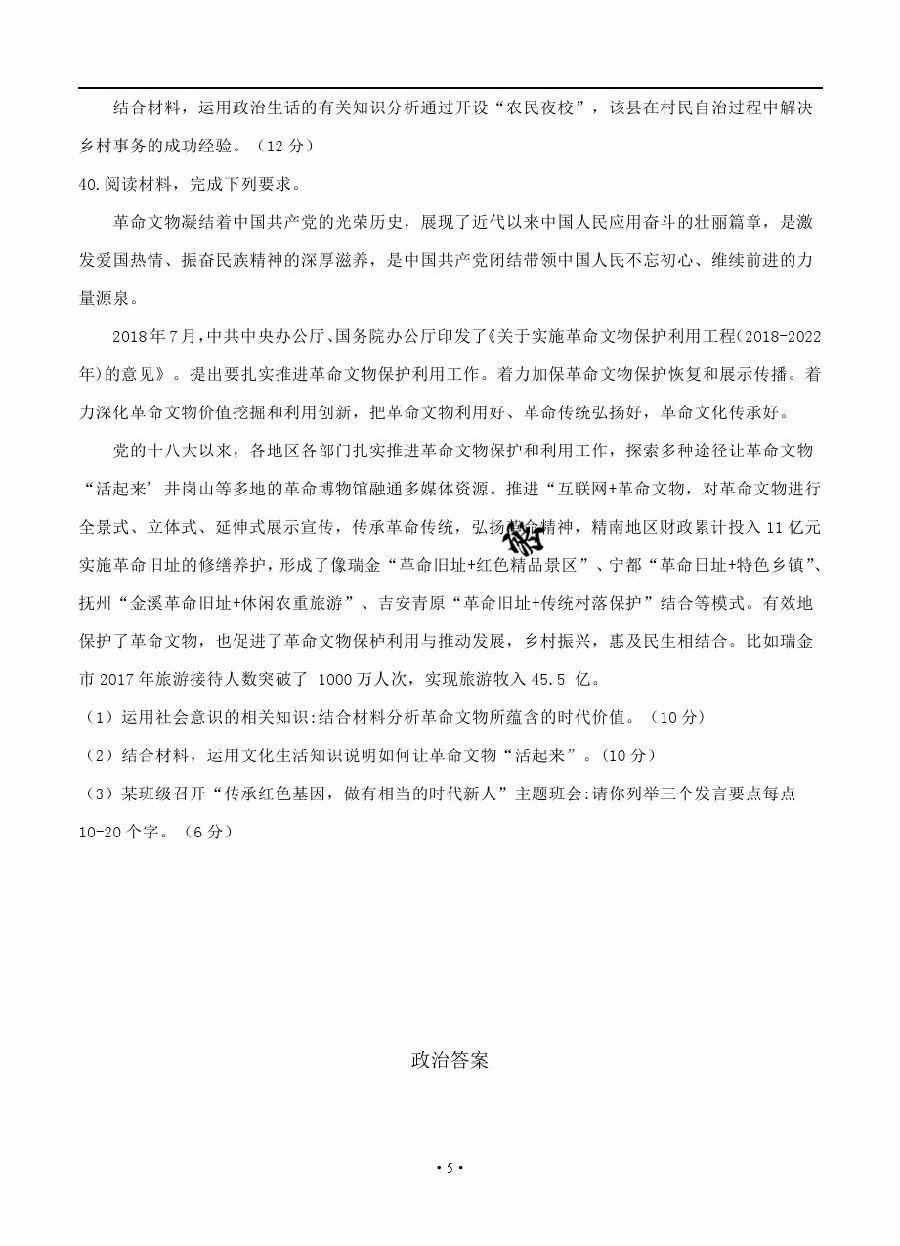 结合材料，运用政治生活的有关知识分析通过开设“农民夜校”，该县在村民自治过程中解决
乡村事务的成功经验。（12 分）
40.阅读材料，完成下列要求。
革命文物凝结着中国共产党的光荣历史，展现了近代以来中国人民应用奋斗的壮丽篇章，是激
发爱国热情、振奋民族精神的深厚滋养，是中国共产党闭结带领中国人民不忘初心、维续前进的力
量源泉。
2018年7月，中共中央办公厅、国务院办公厅印发了《关于实施革命文物保护利用工程(2018-2022
年)的意见》。提出要扎实推进革命文物保护利用工作。着力加保革命文物保护恢复和展示传播。着
力深化革命文物价值挖掘和利用创新，把革命文物利用好、革命传统弘扬好，革命文化传承好。
党的十八大以来，各地区各部门扎实推进革命文物保护和利用工作，探索多种途径让革命文物
“活起来’井岗山等多地的革命博物馆融通多媒体资源．推进“互联网+革命文物，对革命文物进行
全景式、立体式、延伸式展示宣传，传承革命传统，弘扬革命精神，精南地区财政累计投入 11 亿元
实施革命旧址的修缮养护，形成了像瑞金“革命旧址+红色精品景区”、宁都“革命日址+特色乡镇”、
抚州“金溪革命旧址+休闲农重旅游”、吉安青原“革命旧址+传统村落保护”结合等模式。有效地
保护了革命文物，也促进了革命文物保栌利用与推动发展，乡村振兴，惠及民生相结合。比如瑞金
市 2017 年旅游接待人数突破了 1000 万人次，实现旅游牧入 45.5 亿。
（1）运用社会意识的相关知识:结合材料分析革命文物所蕴含的时代价值。（10 分)
（2）结合材料，运用文化生活知识说明如何让革命文物“活起来”。(10 分）
（3）某班级召开“传承红色基因，做有相当的时代新人”主题班会:请你列举三个发言要点每点
10-20 个字。（6 分）
政治答案
· 5 ·